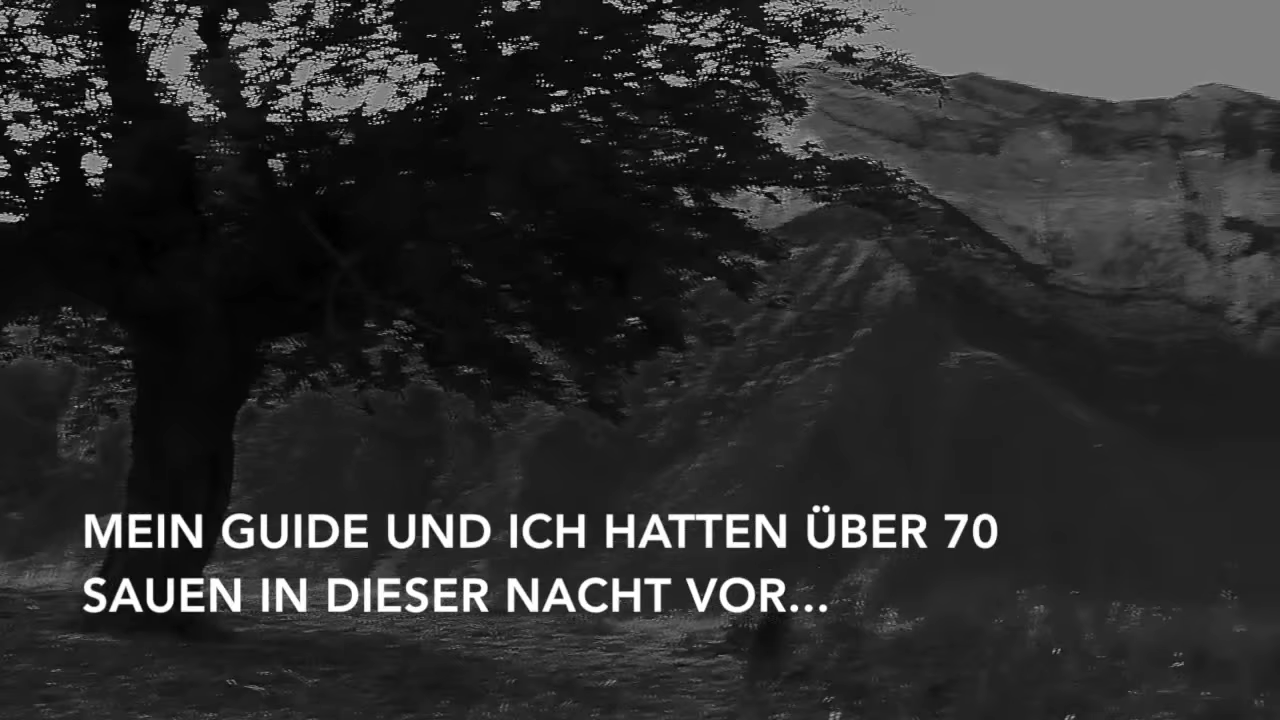 MEIN GUIDE UND ICH HATTEN ÜBER 70
SAUEN IN DIESER NACHT VOR...